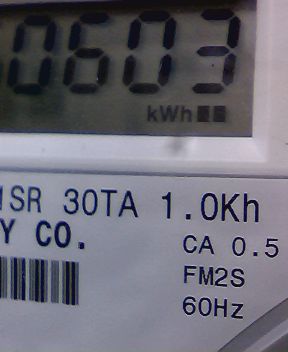 0603
kWh
SR 30TA 1.0Kh
Y CO.
CA 0.5
FM2S
60Hz